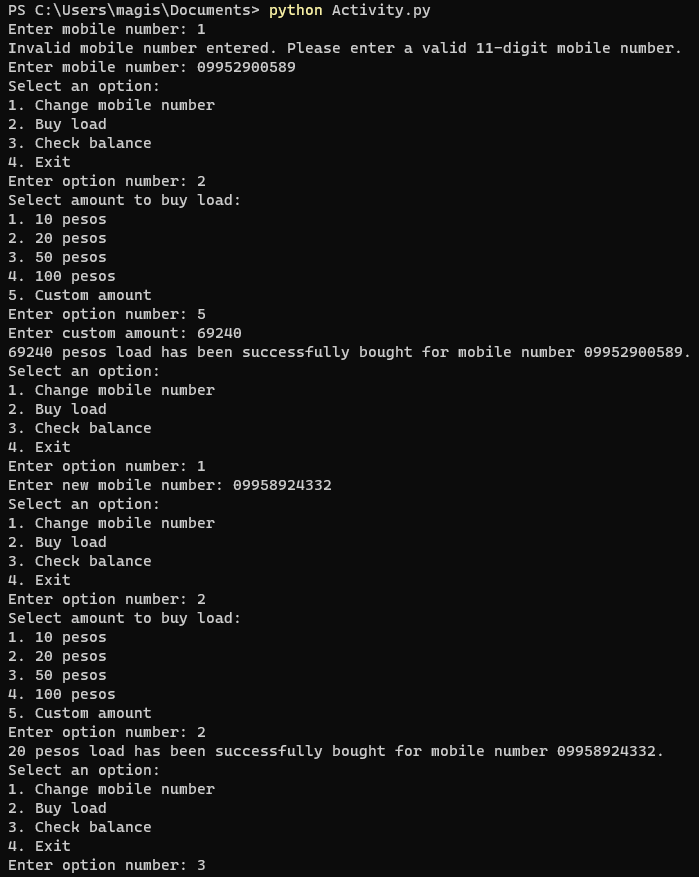 PS C:\Users\magis\Documents> python Activity.py
Enter mobile number: 1
Invalid mobile number entered. Please enter a valid 11-digit mobile number.
Enter mobile number: 09952900589
Select an option:
1. Change mobile number
2. Buy load
3. Check balance
4. Exit
Enter option number: 2
Select amount to buy load:
1. 10 pesos
2. 20 pesos
3. 50 pesos
4. 100 pesos
5. Custom amount
Enter option number: 5
Enter custom amount: 69240
69240 pesos load has been successfully bought for mobile number 09952900589.
Select an option:
1. Change mobile number
2. Buy load
3. Check balance
4. Exit
Enter option number: 1
Enter new mobile number: 09958924332
Select an option:
1. Change mobile number
2. Buy load
3. Check balance
4. Exit
Enter option number: 2
Select amount to buy load:
1. 10 pesos
2. 20 pesos
3. 50 pesos
4. 100 pesos
5. Custom amount
Enter option number: 2
20 pesos load has been successfully bought for mobile number 09958924332.
Select an option:
1. Change mobile number
2. Buy load
3. Check balance
4. Exit
Enter option number: 3